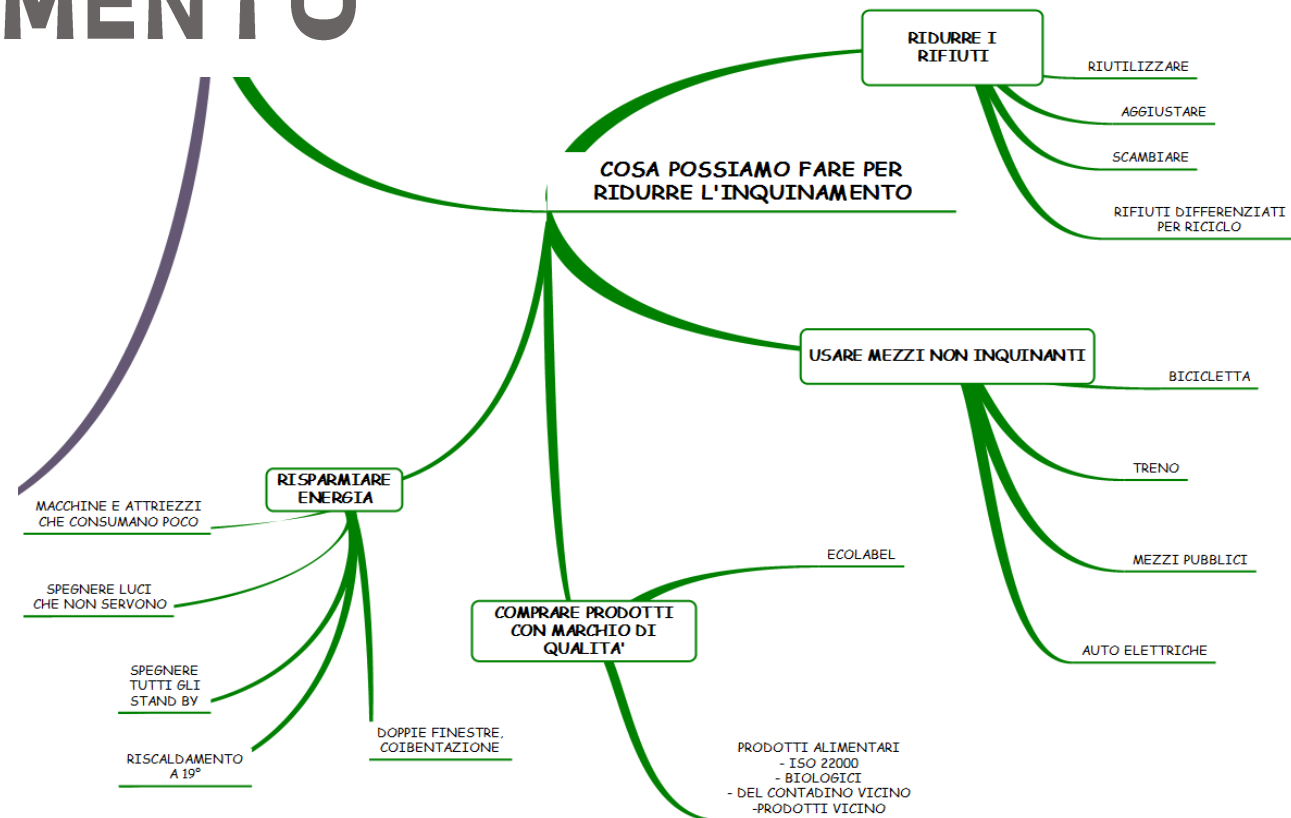 MENTO
COSA POSSIAMO FARE PER
RIDURRE L'INQUINAMENTO
RIDURRE I
RIFIUTI
RIUTILIZZARE
AGGIUSTARE
SCAMBIARE
RIFIUTI DIFFERENZIATI
PER RICICLO
USARE MEZZI NON INQUINANTI
BICICLETTA
TRENO
MEZZI PUBBLICI
AUTO ELETTRICHE
COMPRARE PRODOTTI
CON MARCHIO DI
QUALITA'
ECOLABEL
PRODOTTI ALIMENTARI
- ISO 22000
- BIOLOGICI
- DEL CONTADINO VICINO
-PRODOTTI VICINO
RISPARMIARE
ENERGIA
MACCHINE E ATTRIEZZI
CHE CONSUMANO POCO
SPEGNERE LUCI
CHE NON SERVONO
SPEGNERE
TUTTI GLI
STAND BY
RISCALDAMENTO
A 19°
DOPPIE FINESTRE,
COIBENTAZIONE